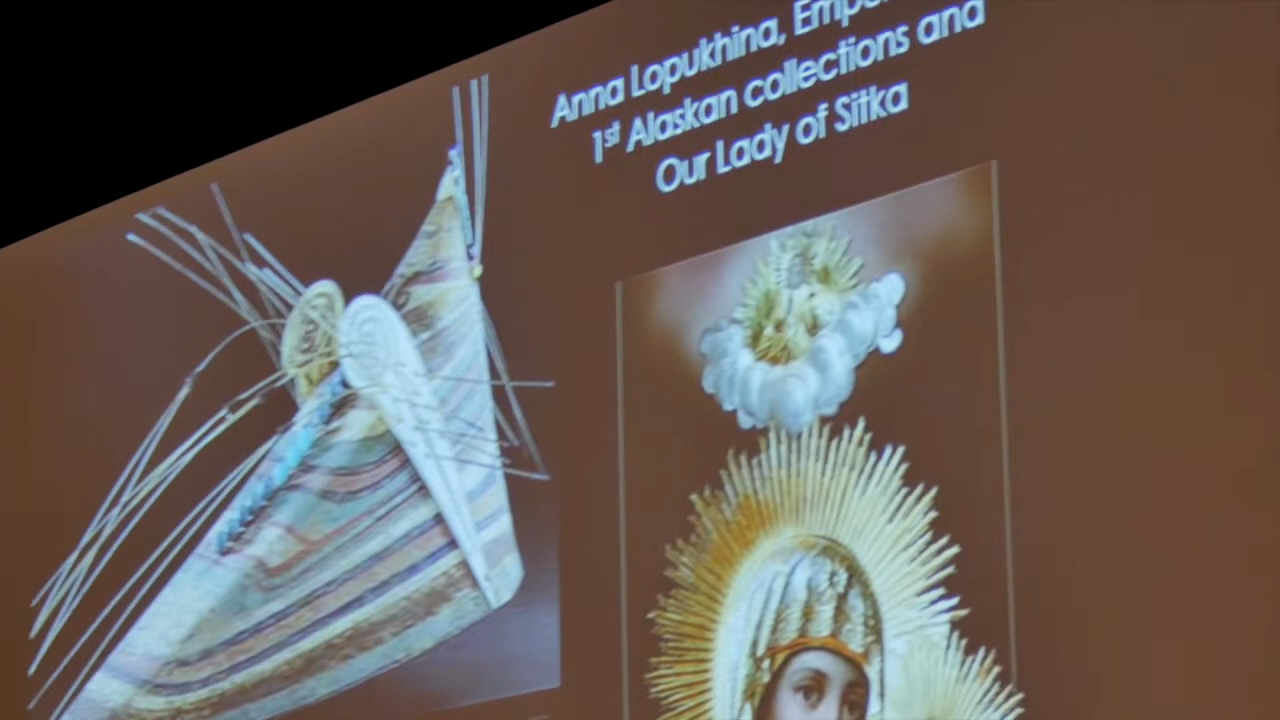 Anna Lopukhina,
1st Alaskan collections and
Our Lady of Sitka